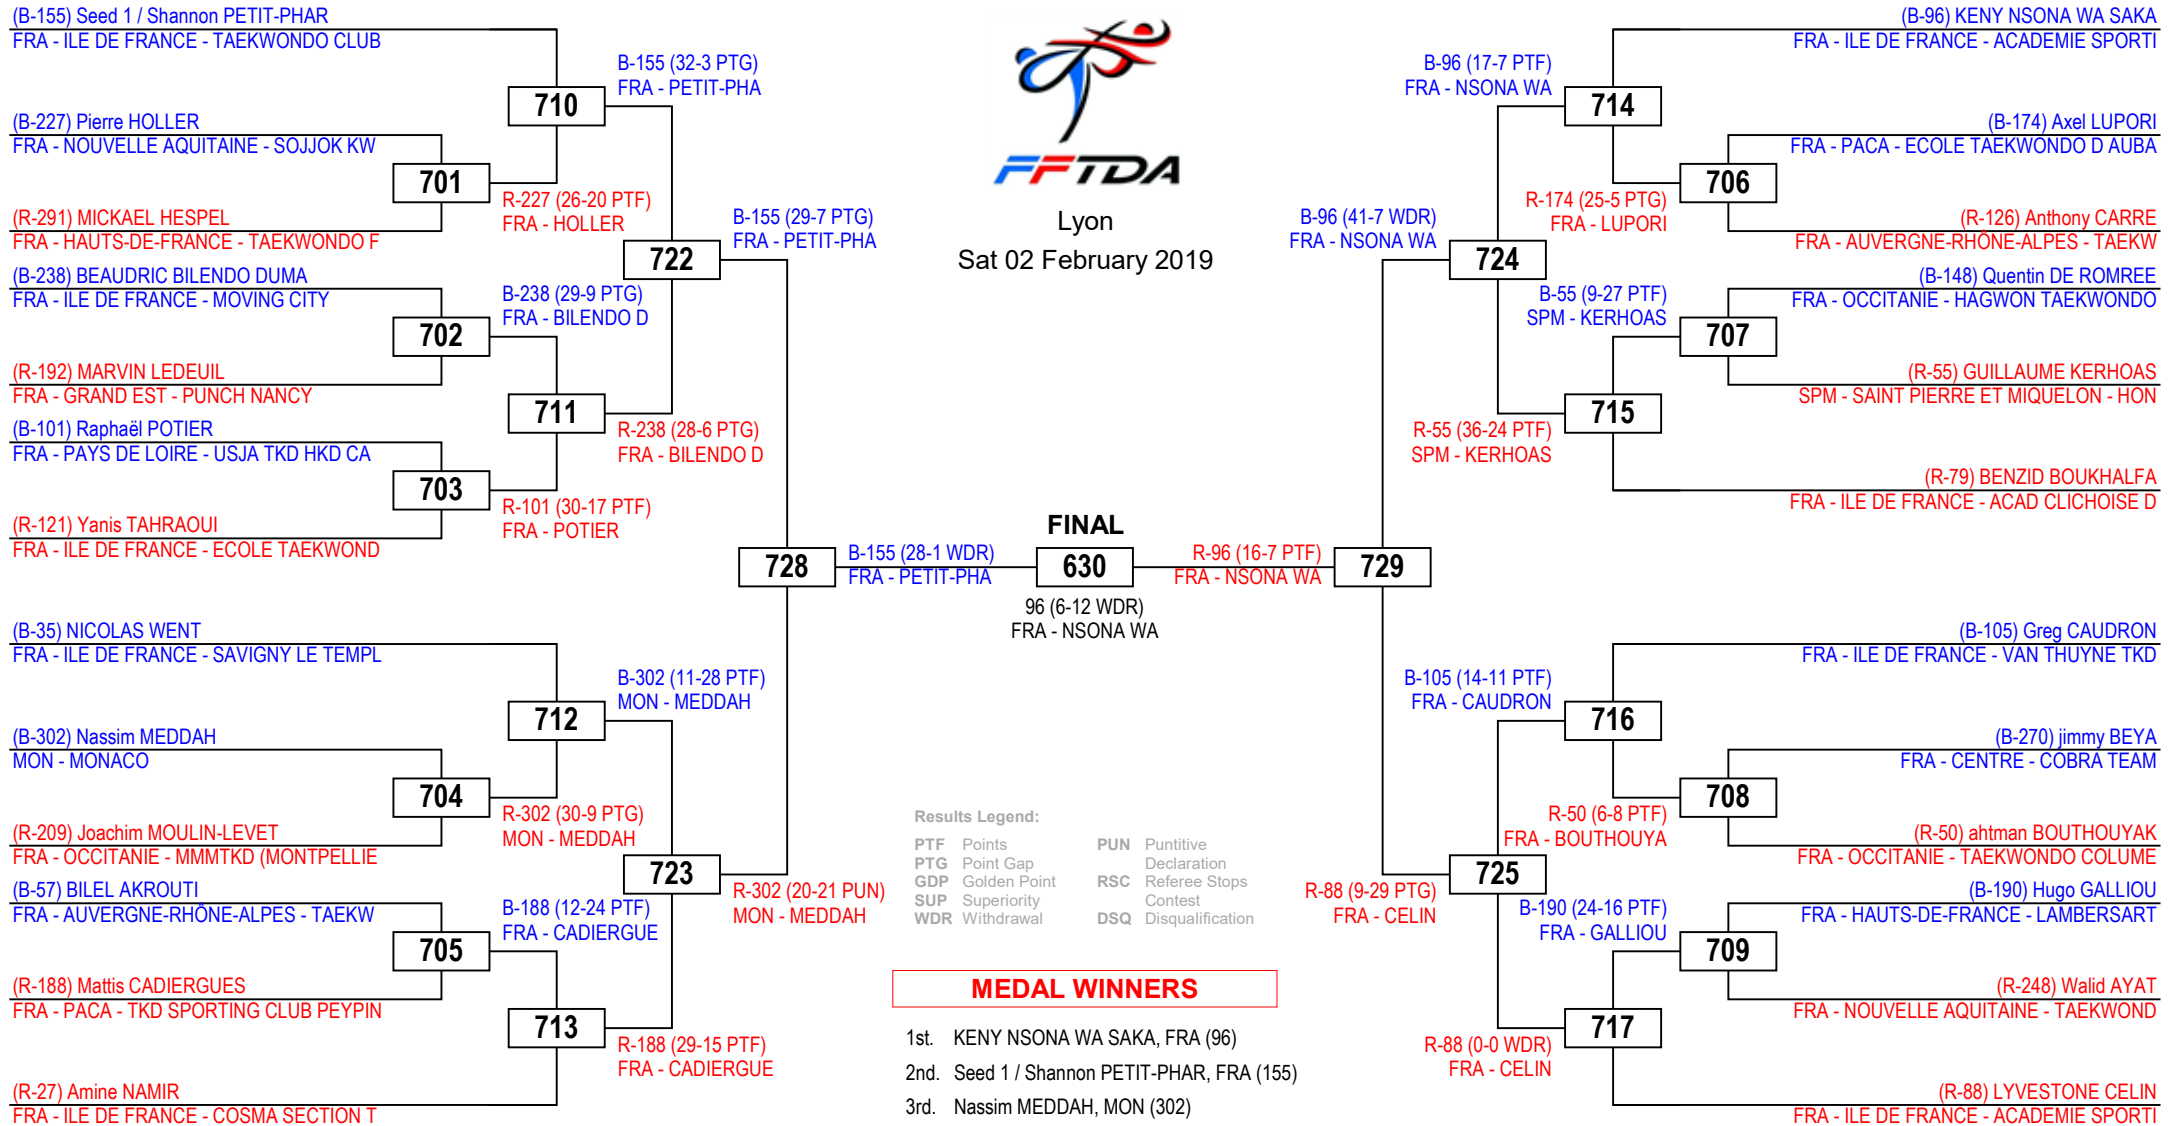 (B-155) Seed 1 / Shannon PETIT-PHAR
FRA - ILE DE FRANCE - TAEKWONDO CLUB
B-155 (32-3 PTG)
FRA - PETIT-PHA
710
(B-227) Pierre HOLLER
FRA - NOUVELLE AQUITAINE - SOJJOK KW
701
R-227 (26-20 PTF)
FRA - HOLLER
(R-291) MICKAEL HESPEL
FRA - HAUTS-DE-FRANCE - TAEKWONDO F
B-155 (29-7 PTG)
FRA - PETIT-PHA
722
(B-238) BEAUDRIC BILENDO DUMA
FRA - ILE DE FRANCE - MOVING CITY
B-238 (29-9 PTG)
FRA - BILENDO D
702
(R-192) MARVIN LEDEUIL
FRA - GRAND EST - PUNCH NANCY
711
R-238 (28-6 PTG)
FRA - BILENDO D
(B-101) Raphaël POTIER
FRA - PAYS DE LOIRE - USJA TKD HKD CA
703
R-101 (30-17 PTF)
FRA - POTIER
(R-121) Yanis TAHRAOUI
FRA - ILE DE FRANCE - ECOLE TAEKWOND
728
B-155 (28-1 WDR)
FRA - PETIT-PHA
(B-35) NICOLAS WENT
FRA - ILE DE FRANCE - SAVIGNY LE TEMPL
B-302 (11-28 PTF)
MON - MEDDAH
712
(B-302) Nassim MEDDAH
MON - MONACO
704
R-302 (30-9 PTG)
MON - MEDDAH
(R-209) Joachim MOULIN-LEVET
FRA - OCCITANIE - MMMTKD (MONTPELLIE
723
R-302 (20-21 PUN)
MON - MEDDAH
(B-57) BILEL AKROUTI
FRA - AUVERGNE-RHÔNE-ALPES - TAEKW
B-188 (12-24 PTF)
FRA - CADIERGUE
705
(R-188) Mattis CADIERGUES
FRA - PACA - TKD SPORTING CLUB PEYPIN
713
R-188 (29-15 PTF)
FRA - CADIERGUE
(R-27) Amine NAMIR
FRA - ILE DE FRANCE - COSMA SECTION T
FFTDA
Lyon
Sat 02 February 2019
FINAL
630
96 (6-12 WDR)
FRA - NSONA WA
Results Legend:
PTF Points
PTG Point Gap
GDP Golden Point
SUP Superiority
WDR Withdrawal
PUN Puntitive
Declaration
RSC Referee Stops
Contest
DSQ Disqualification
MEDAL WINNERS
1st. KENY NSONA WA SAKA, FRA (96)
2nd. Seed 1 / Shannon PETIT-PHAR, FRA (155)
3rd. Nassim MEDDAH, MON (302)
(B-96) KENY NSONA WA SAKA
FRA - ILE DE FRANCE - ACADEMIE SPORTI
B-96 (17-7 PTF)
FRA - NSONA WA
714
(B-174) Axel LUPORI
FRA - PACA - ECOLE TAEKWONDO D AUBA
706
R-174 (25-5 PTG)
FRA - LUPORI
(R-126) Anthony CARRE
FRA - AUVERGNE-RHÔNE-ALPES - TAEKW
B-96 (41-7 WDR)
FRA - NSONA WA
724
(B-148) Quentin DE ROMREE
FRA - OCCITANIE - HAGWON TAEKWONDO
B-55 (9-27 PTF)
SPM - KERHOAS
707
(R-55) GUILLAUME KERHOAS
SPM - SAINT PIERRE ET MIQUELON - HON
715
R-55 (36-24 PTF)
SPM - KERHOAS
(R-79) BENZID BOUKHALFA
FRA - ILE DE FRANCE - ACAD CLICHOISE D
R-96 (16-7 PTF)
FRA - NSONA WA
729
(B-105) Greg CAUDRON
FRA - ILE DE FRANCE - VAN THUYNE TKD
B-105 (14-11 PTF)
FRA - CAUDRON
716
(B-270) jimmy BEYA
FRA - CENTRE - COBRA TEAM
708
R-50 (6-8 PTF)
FRA - BOUTHOUYA
(R-50) ahtman BOUTHOUYAK
FRA - OCCITANIE - TAEKWONDO COLUME
725
R-88 (9-29 PTG)
FRA - CELIN
(B-190) Hugo GALLIOU
FRA - HAUTS-DE-FRANCE - LAMBERSART
B-190 (24-16 PTF)
FRA - GALLIOU
709
(R-248) Walid AYAT
FRA - NOUVELLE AQUITAINE - TAEKWOND
717
R-88 (0-0 WDR)
FRA - CELIN
(R-88) LYVESTONE CELIN
FRA - ILE DE FRANCE - ACADEMIE SPORTI